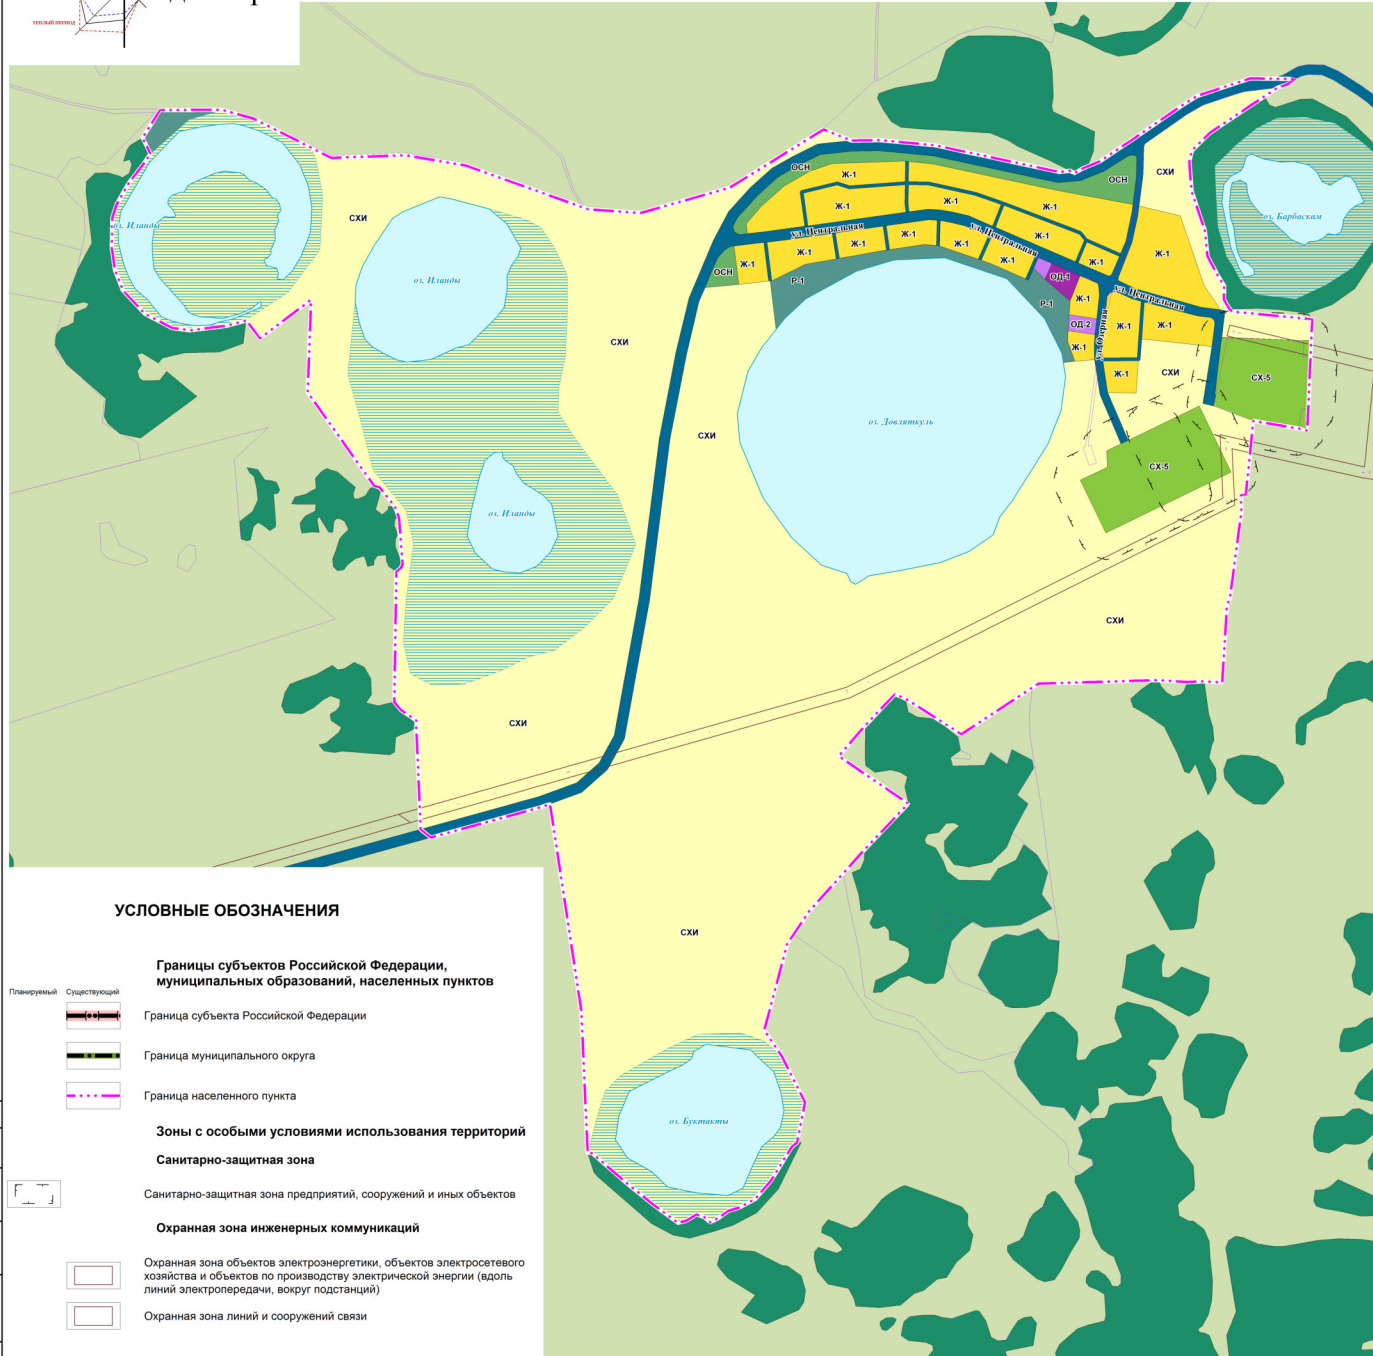 ТЕПЛЫЙ ПЕРИОД
ОСН
Ж-1
ОСН
СХИ
Ж-1
Ж-1
Ж-1
СХИ
оз. Иланды
ул. Центральная
ул. Центральная
Ж-1
оз. Барбаскам
Ж-1
Ж-1
Ж-1
Ж-1
Ж-1
Ж-1
Ж-1
Ж-1
ОСН
ОД-1
оз. Иланды
Р-1
Р-1
ул. Центральная
Ж-1
Ж-1
Ж-1
ОД-2
ул. Озерная
СХИ
Ж-1
Ж-1
СХИ
СХ-5
оз. Довляткуль
СХИ
СХ-5
оз. Иланды
СХИ
СХИ
СХИ
оз. Буктакты
УСЛОВНЫЕ ОБОЗНАЧЕНИЯ
Границы субъектов Российской Федерации,
муниципальных образований, населенных пунктов
Планируемый Существующий
Граница субъекта Российской Федерации
Граница муниципального округа
Граница населенного пункта
Зоны с особыми условиями использования территорий
Санитарно-защитная зона
Санитарно-защитная зона предприятий, сооружений и иных объектов
Охранная зона инженерных коммуникаций
Охранная зона объектов электроэнергетики, объектов электросетевого
хозяйства и объектов по производству электрической энергии (вдоль
линий электропередачи, вокруг подстанций)
Охранная зона линий и сооружений связи